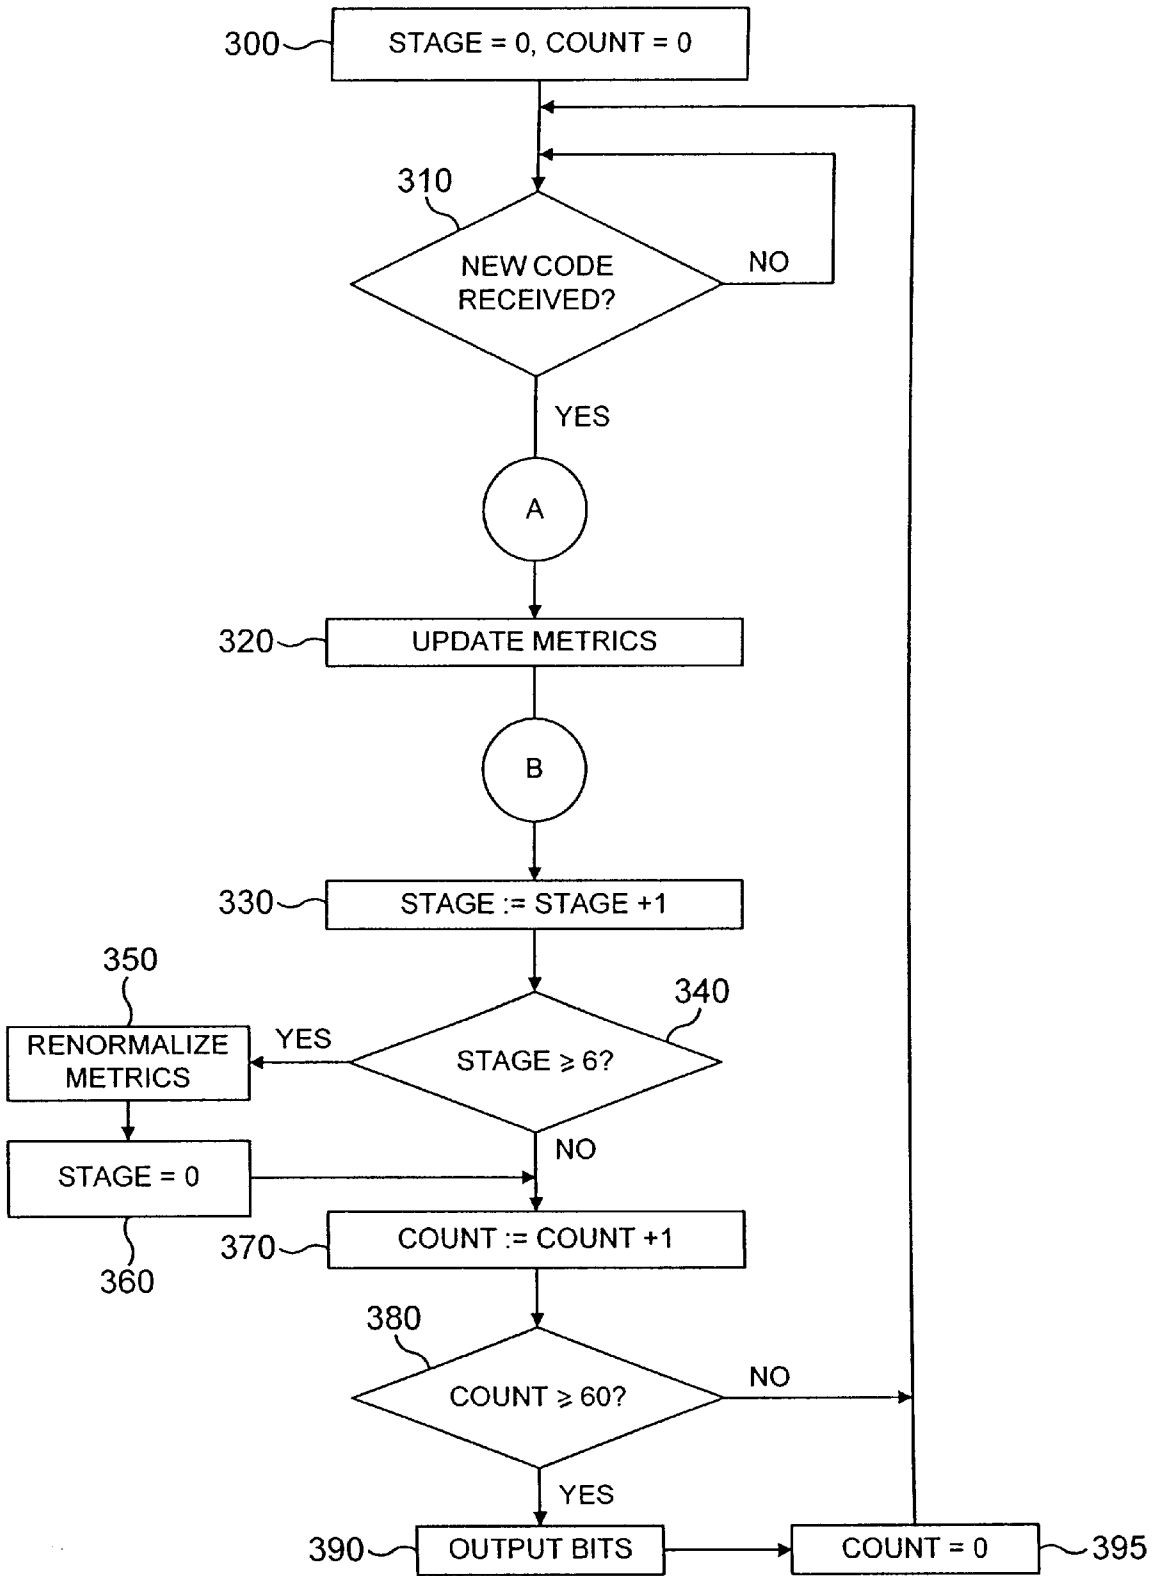 300
STAGE = 0, COUNT = 0
310
NEW CODE
RECEIVED?
NO
YES
A
320
UPDATE METRICS
B
330
STAGE := STAGE +1
350
340
RENORMALIZE
METRICS
YES
STAGE ⩾ 6?
NO
STAGE = 0
360
370
COUNT := COUNT +1
380
COUNT ⩾ 60?
NO
YES
390
OUTPUT BITS
COUNT = 0
395